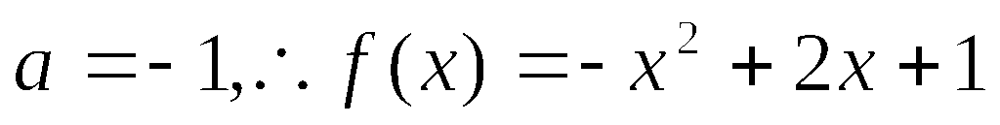 a = - 1,∴ f(x) = - x² + 2x + 1